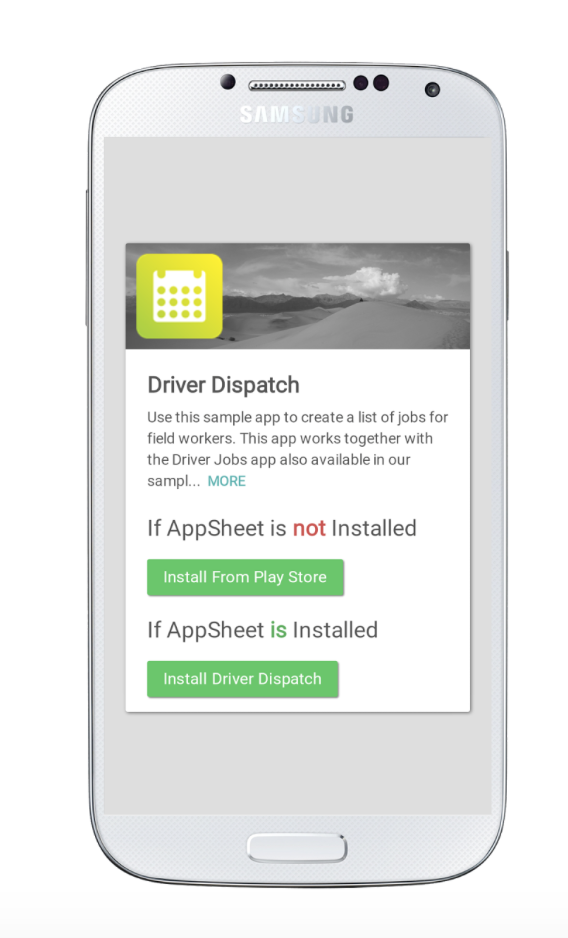 SAMSUNG
Driver Dispatch
Use this sample app to create a list of jobs for
field workers. This app works together with
the Driver Jobs app also available in our
sampl... MORE
If AppSheet is not Installed
Install From Play Store
If AppSheet is Installed
Install Driver Dispatch